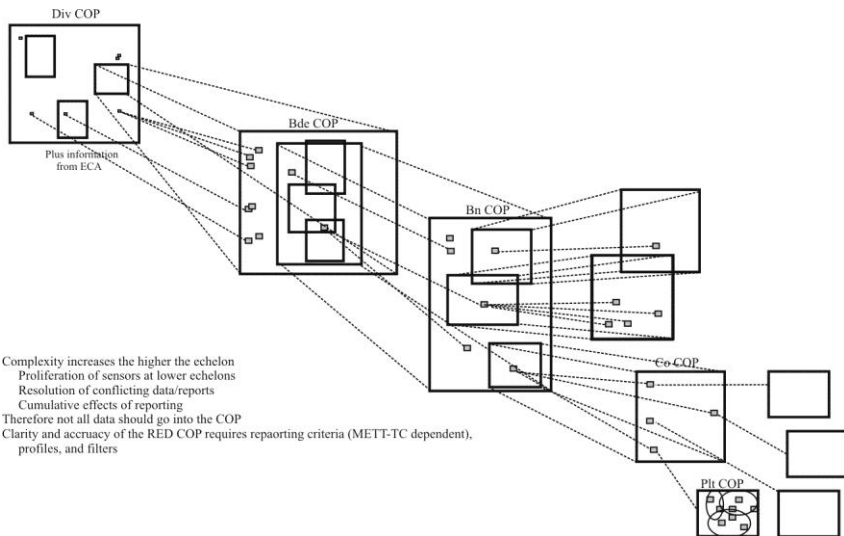 Div COP
Plus information
from ECA
Bde COP
Bn COP
Co COP
Plt COP
Complexity increases the higher the echelon
Proliferation of sensors at lower echelons
Resolution of conflicting data/reports
Cumulative effects of reporting
Therefore not all data should go into the COP
Clarity and accruacy of the RED COP requires repaorting criteria (METT-TC dependent),
profiles, and filters